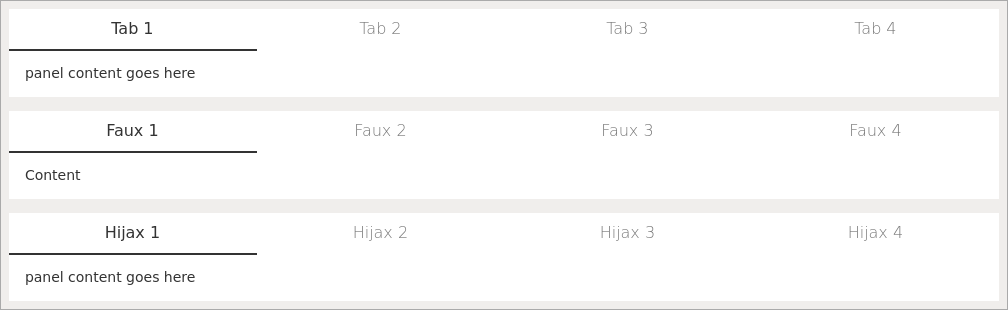 Tab 1 Tab 2 Tab 3 Tab 4
panel content goes here
Faux 1 Faux 2 Faux 3 Faux 4
Content
Hijax 1 Hijax 2 Hijax 3 Hijax 4
panel content goes here